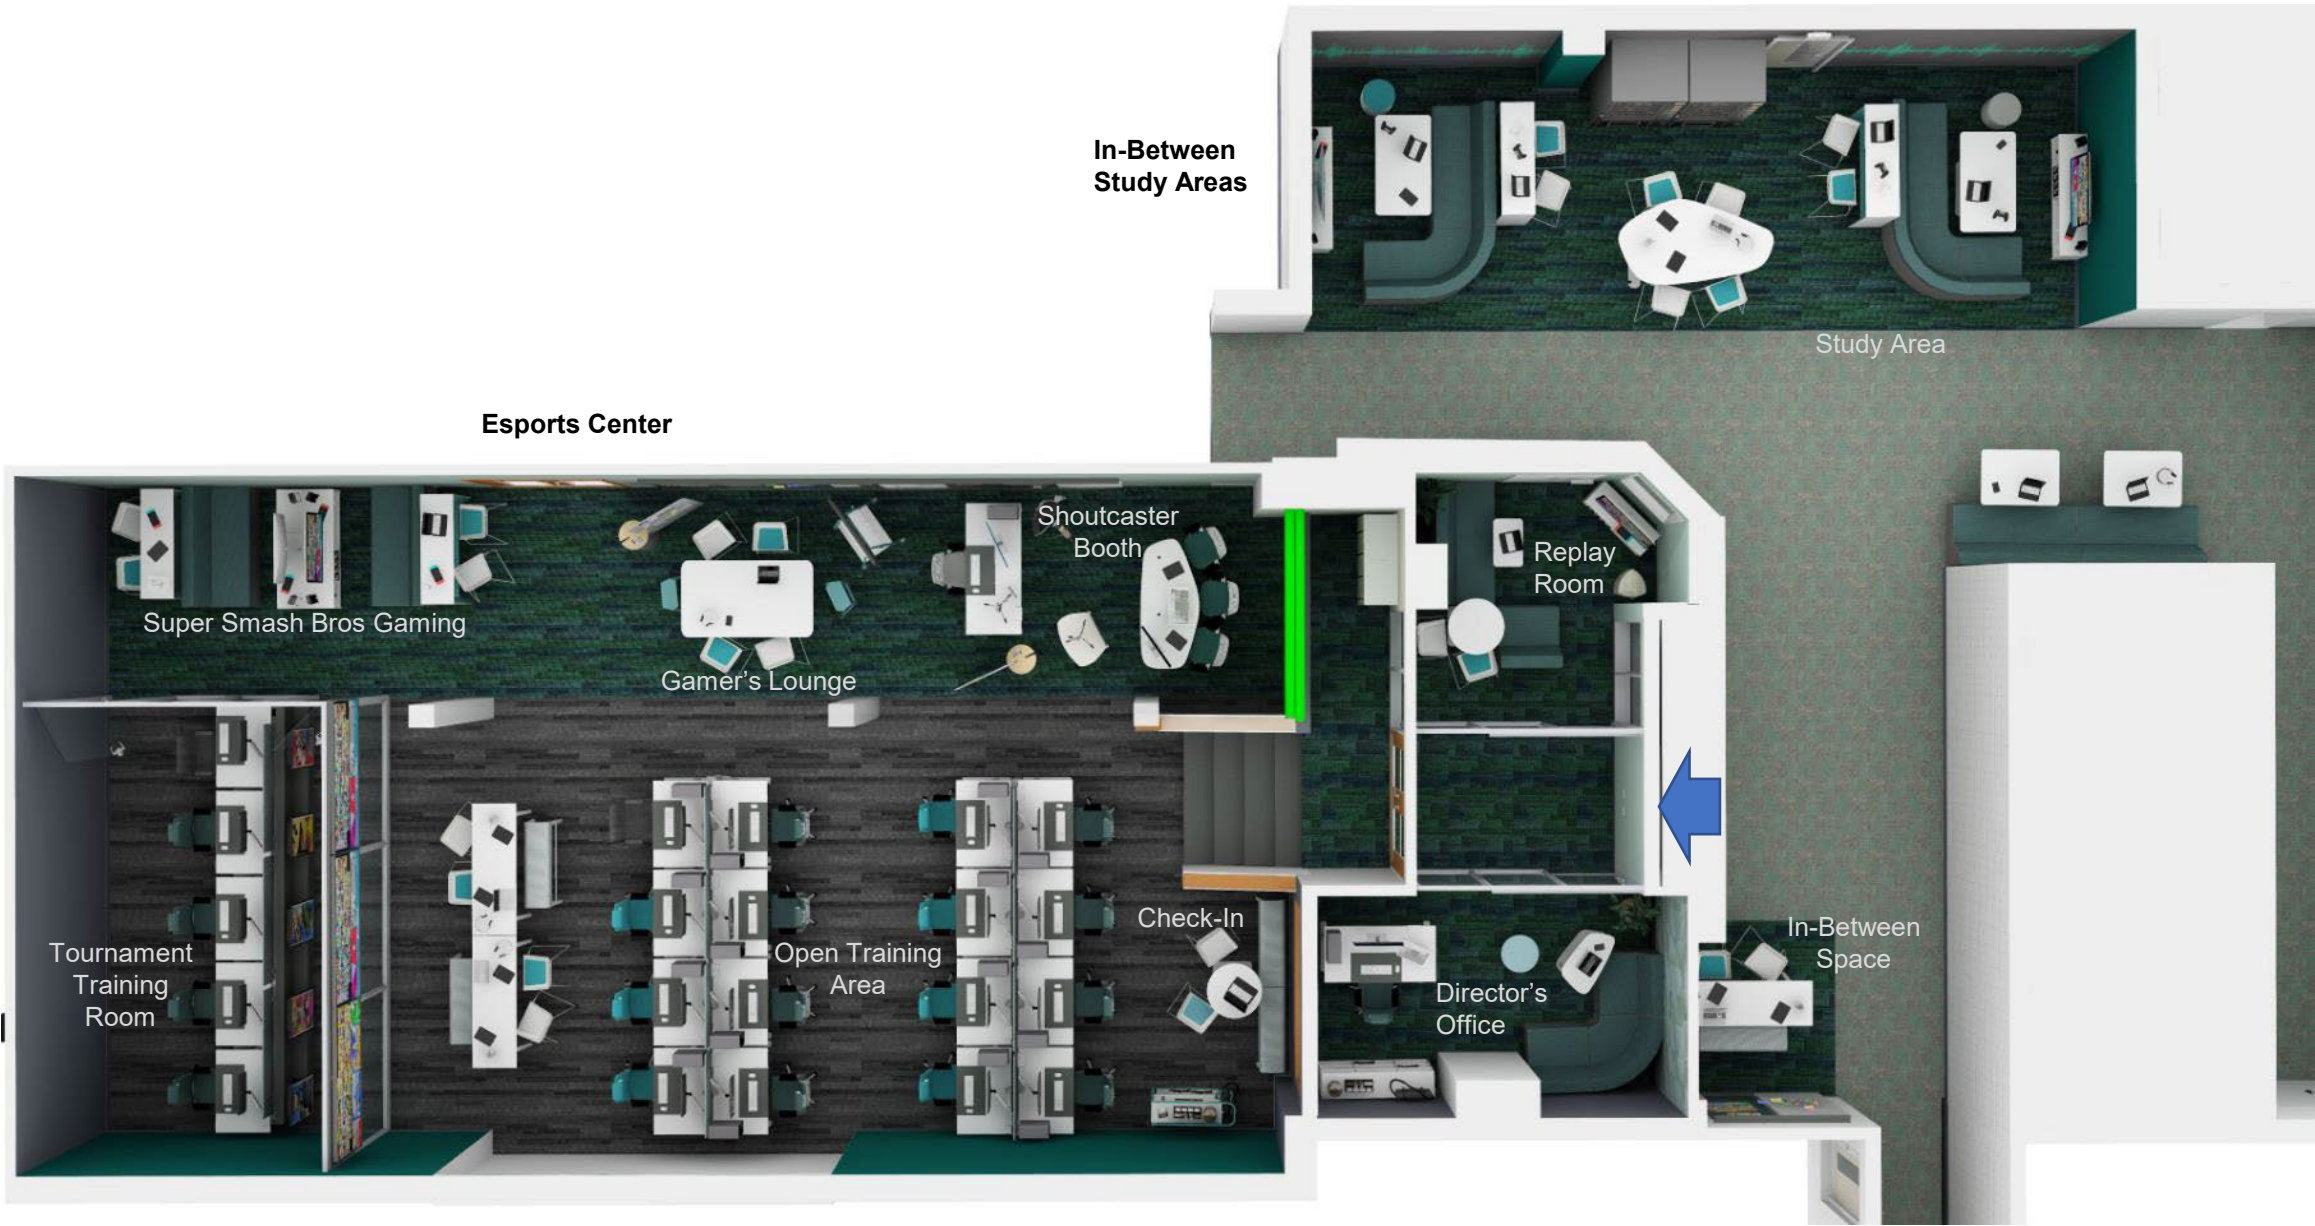 In-Between
Study Areas
Study Area
Esports Center
Shoutcaster
Booth
Replay
Room
Super Smash Bros Gaming
Gamer's Lounge
Check-In
In-Between
Space
Tournament
Training
Room
Open Training
Area
Director's
Office